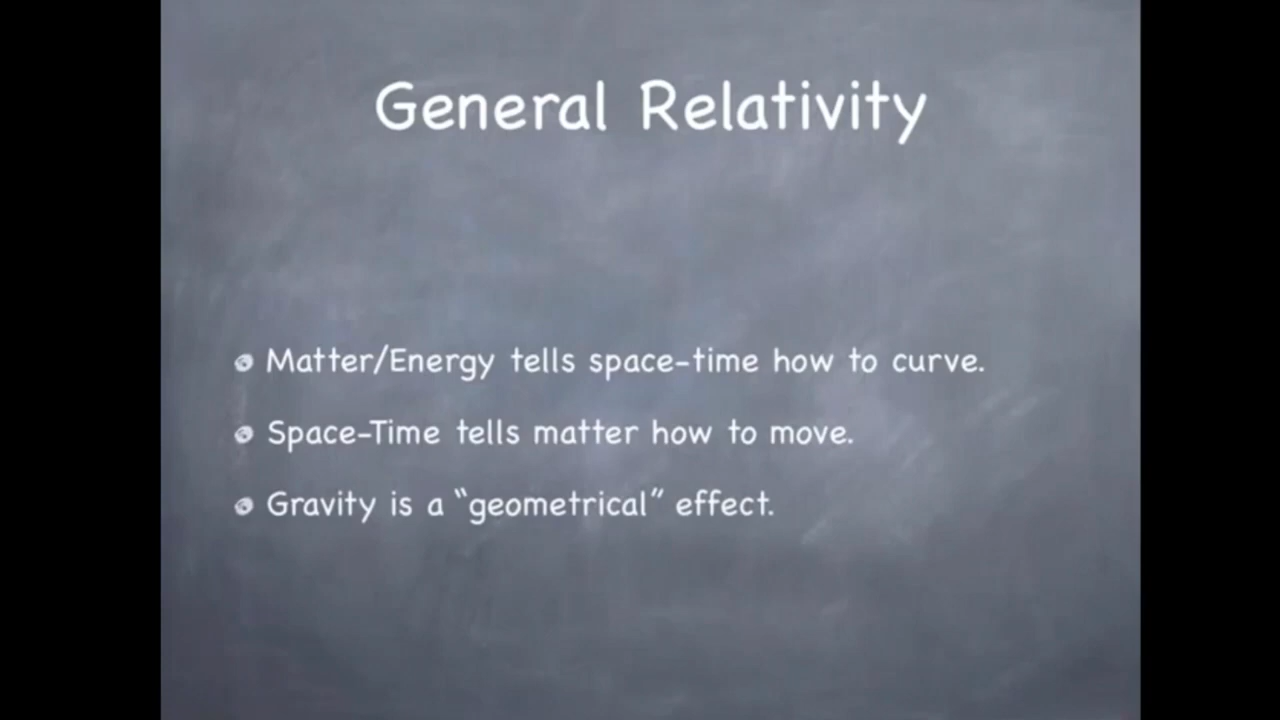 General Relativity
Matter/Energy tells space-time how to curve.
Space-Time tells matter how to move.
Gravity is a “geometrical” effect.